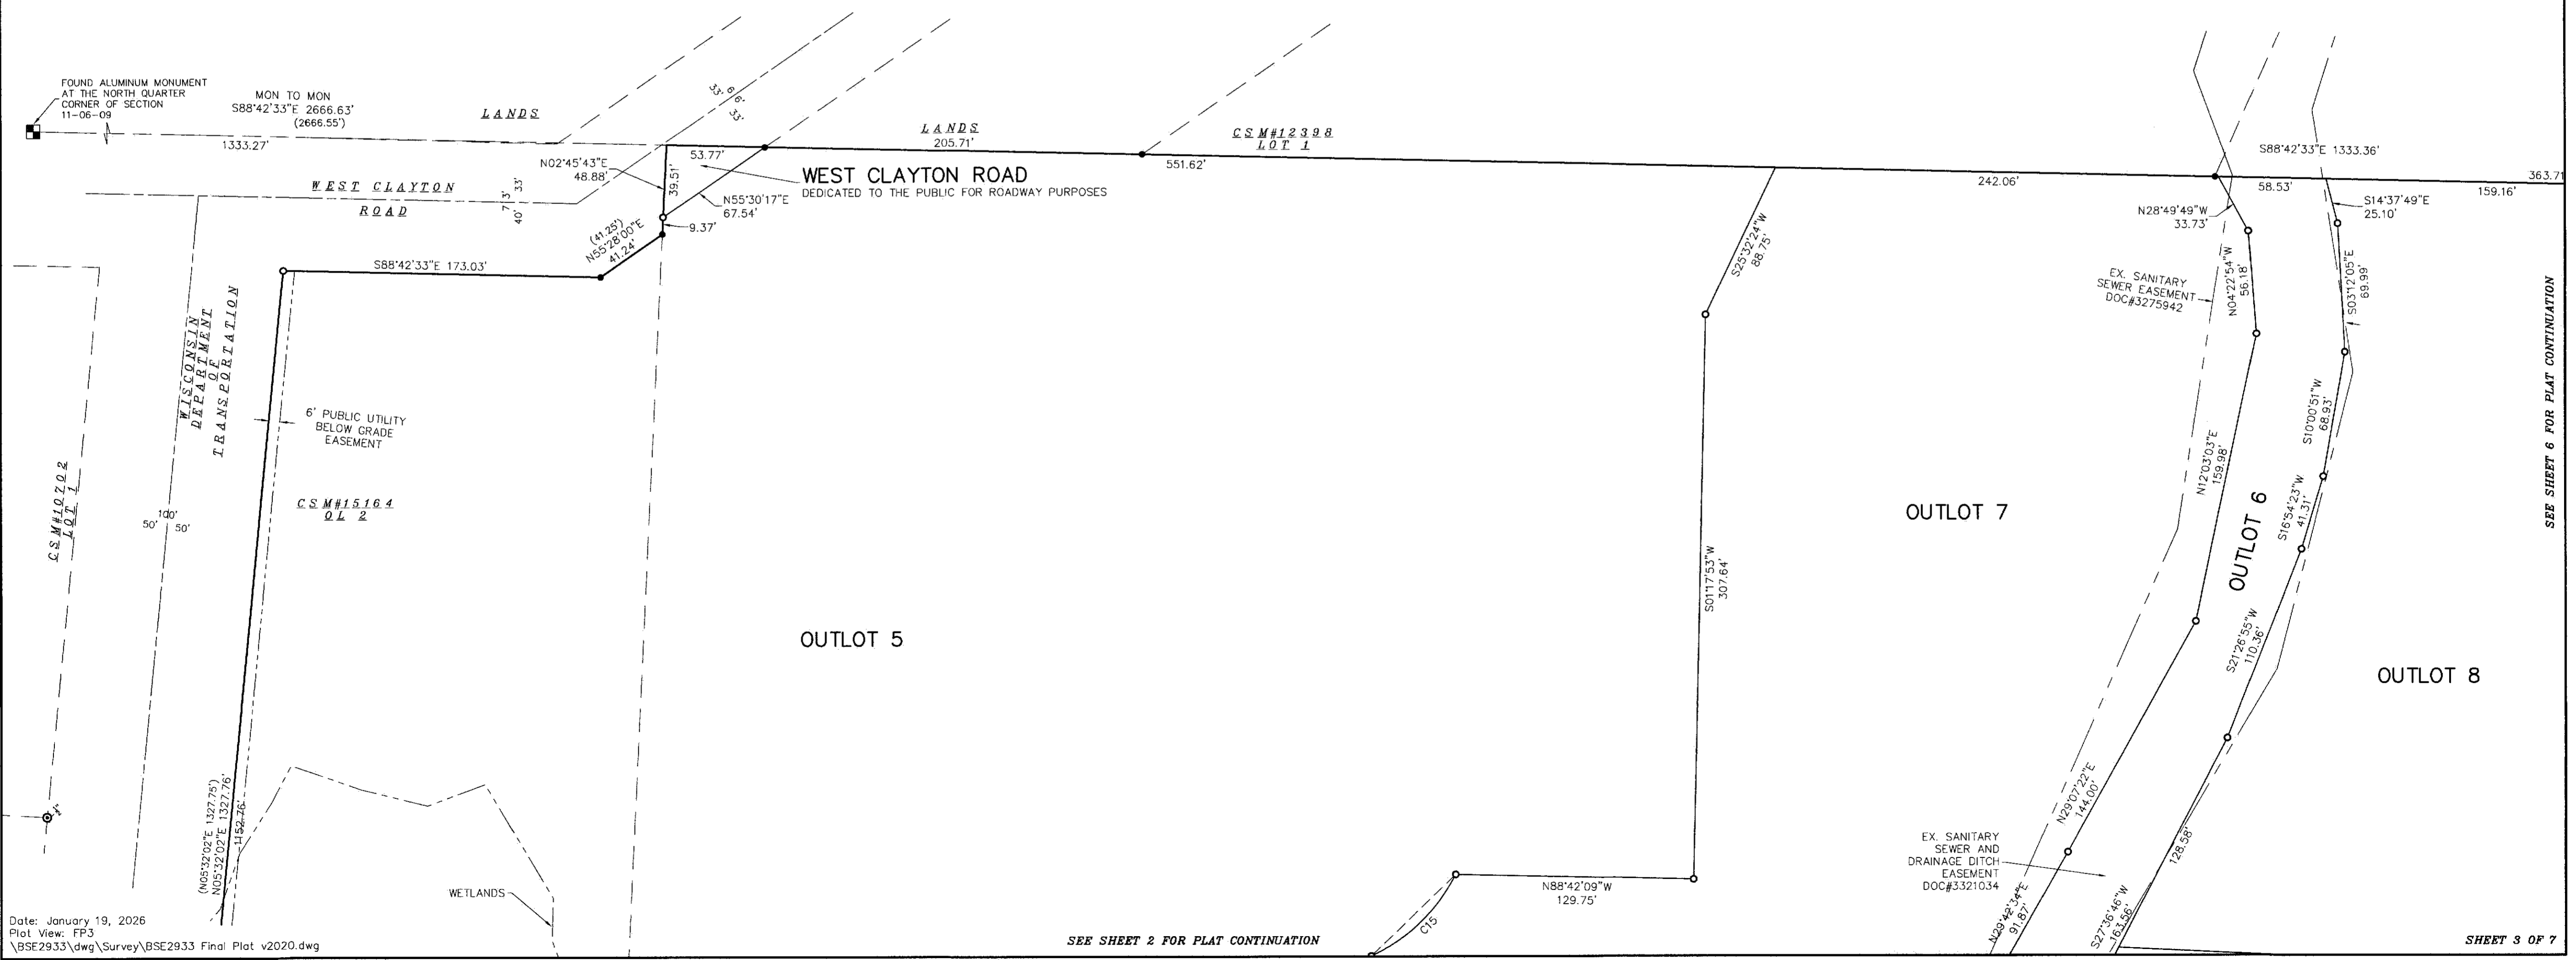 FOUND ALUMINUM MONUMENT
AT THE NORTH QUARTER
CORNER OF SECTION
11-06-09
MON TO MON
S88°42'33"E 2666.63'
(2666.55')
1333.27'
LANDS
33'
6'
6'
33'
LANDS
205.71'
CSM#12398
LOT 1
551.62'
S88°42'33"E 1333.36'
363.71
242.06'
58.53'
159.16'
WEST CLAYTON
ROAD
7'
3'
33'
40'
N02°45'43"E
48.88'
53.77'
39.51'
WEST CLAYTON ROAD
DEDICATED TO THE PUBLIC FOR ROADWAY PURPOSES
N55°30'17"E
67.54'
9.37'
(41.25')
N55°28'00"E
41.24'
S88°42'33"E 173.03'
S25°32'24"W
88.75'
N28°49'49"W
33.73'
S14°37'49"E
25.10'
EX. SANITARY
SEWER EASEMENT
DOC#3275942
N04°22'54"W
56.18'
S03°12'05"E
69.99'
WISCONSIN
DEPARTMENT
OF
TRANSPORTATION
6' PUBLIC UTILITY
BELOW GRADE
EASEMENT
CSM#10702
LOT 1
100'
50'
50'
CSM#15164
OL 2
S01°17'53"W
307.64'
OUTLOT 5
OUTLOT 7
N12°03'03"E
159.98'
OUTLOT 6
S10°00'51"W
68.93'
S16°54'23"W
41.31'
S21°26'55"W
110.36'
OUTLOT 8
SEE SHEET 6 FOR PLAT CONTINUATION
(N05°32'02"E 1327.75')
N05°32'02"E 1327.76'
1152.76'
WETLANDS
N88°42'09"W
129.75'
C15
N29°07'22"E
144.00'
128.58'
EX. SANITARY
SEWER AND
DRAINAGE DITCH
EASEMENT
DOC#3321034
N29°42'34"E
91.87'
S27°36'46"W
163.56'
Date: January 19, 2026
Plot View: FP3
\BSE2933\dwg\Survey\BSE2933 Final Plat v2020.dwg
SEE SHEET 2 FOR PLAT CONTINUATION
SHEET 3 OF 7